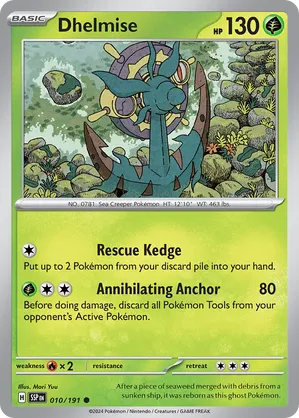 BASIC
Dhelmise
HP 130
NO. 0781 Sea Creeper Pokémon HT: 12'10" WT: 463 lbs.
Rescue Kedge
Put up to 2 Pokémon from your discard pile into your hand.
Annihilating Anchor 80
Before doing damage, discard all Pokémon Tools from your
opponent's Active Pokémon.
weakness ×2 resistance retreat
Illus. Mori Yuu
H SSP EN 010/191
After a piece of seaweed merged with debris from a
sunken ship, it was reborn as this ghost Pokémon.
©2024 Pokémon / Nintendo / Creatures / GAME FREAK